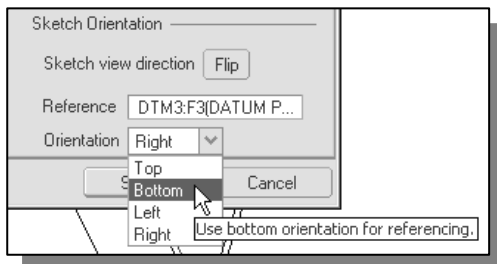 Sketch Orientation
Sketch view direction Flip
Reference DTM3:F3(DATUM P...
Orientation Right
Top
S Cancel
Bottom
Left
Use bottom orientation for referencing.
Right